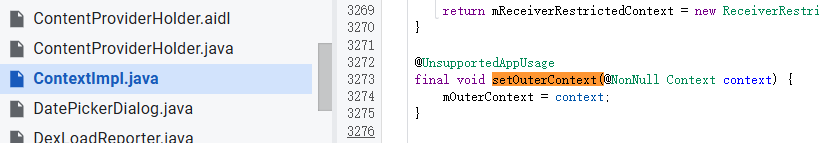 ContentProviderHolder.aidl
ContentProviderHolder.java
ContextImpl.java
DatePickerDialog.java
DexLoadReporter.java
3269 return mReceiverRestrictedContext = new ReceiverRestri
3270 }
3271
3272 @UnsupportedAppUsage
3273 final void setOuterContext(@NonNull Context context) {
3274 mOuterContext = context;
3275 }
3276